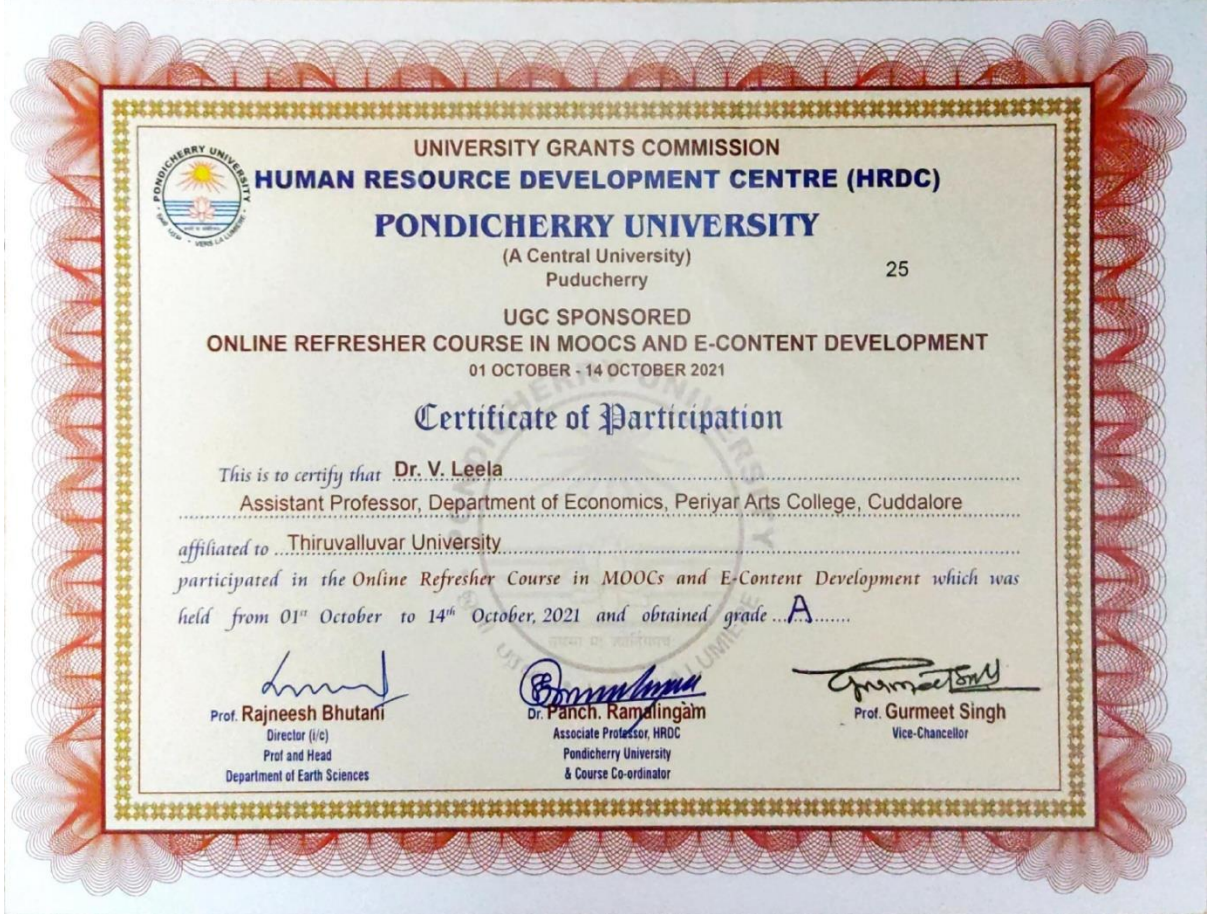 PONDICHERRY UNIVERSITY
VERS LA LUMIERE
UNIVERSITY GRANTS COMMISSION
HUMAN RESOURCE DEVELOPMENT CENTRE (HRDC)
PONDICHERRY UNIVERSITY
(A Central University)
Puducherry
25
UGC SPONSORED
ONLINE REFRESHER COURSE IN MOOCS AND E-CONTENT DEVELOPMENT
01 OCTOBER - 14 OCTOBER 2021
Certificate of Participation
This is to certify that Dr. V. Leela
Assistant Professor, Department of Economics, Periyar Arts College, Cuddalore
affiliated to Thiruvalluvar University
participated in the Online Refresher Course in MOOCs and E-Content Development which was
held from 01st October to 14th October, 2021 and obtained grade ...A.......
Prof. Rajneesh Bhutani
Director (i/c)
Prof and Head
Department of Earth Sciences
Dr. Panch. Ramalingam
Associate Professor, HRDC
Pondicherry University
& Course Co-ordinator
Prof. Gurmeet Singh
Vice-Chancellor